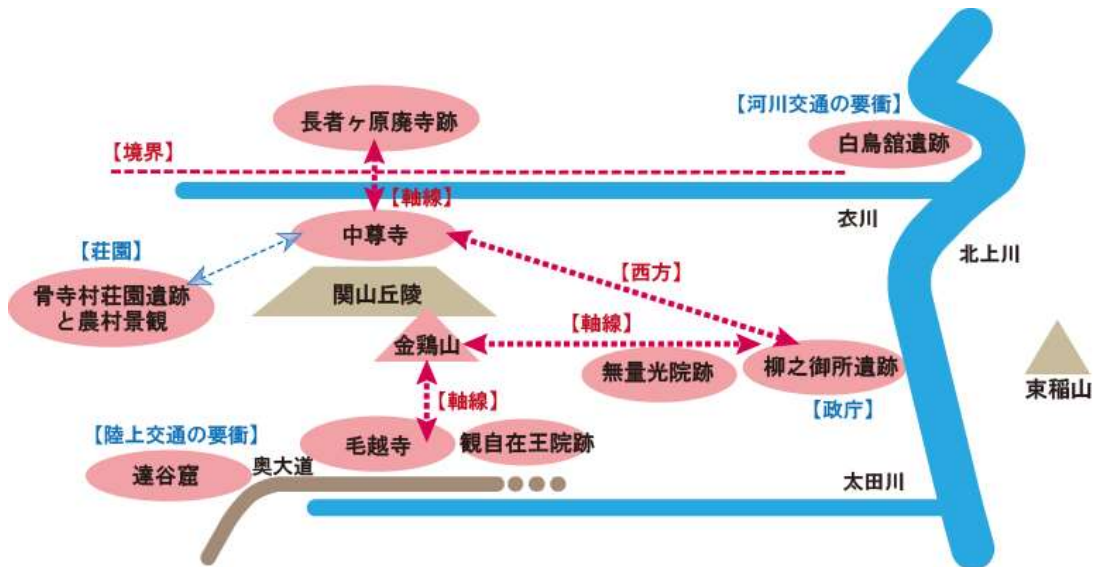 【河川交通の要衝】
長者ヶ原廃寺跡
白鳥舘遺跡
【境界】
【軸線】
衣川
中尊寺
【荘園】
北上川
【西方】
骨寺村荘園遺跡
と農村景観
関山丘陵
【軸線】
金鶏山
無量光院跡
柳之御所遺跡
束稲山
【軸線】
【政庁】
【陸上交通の要衝】
毛越寺
観自在王院跡
奥大道
達谷窟
太田川